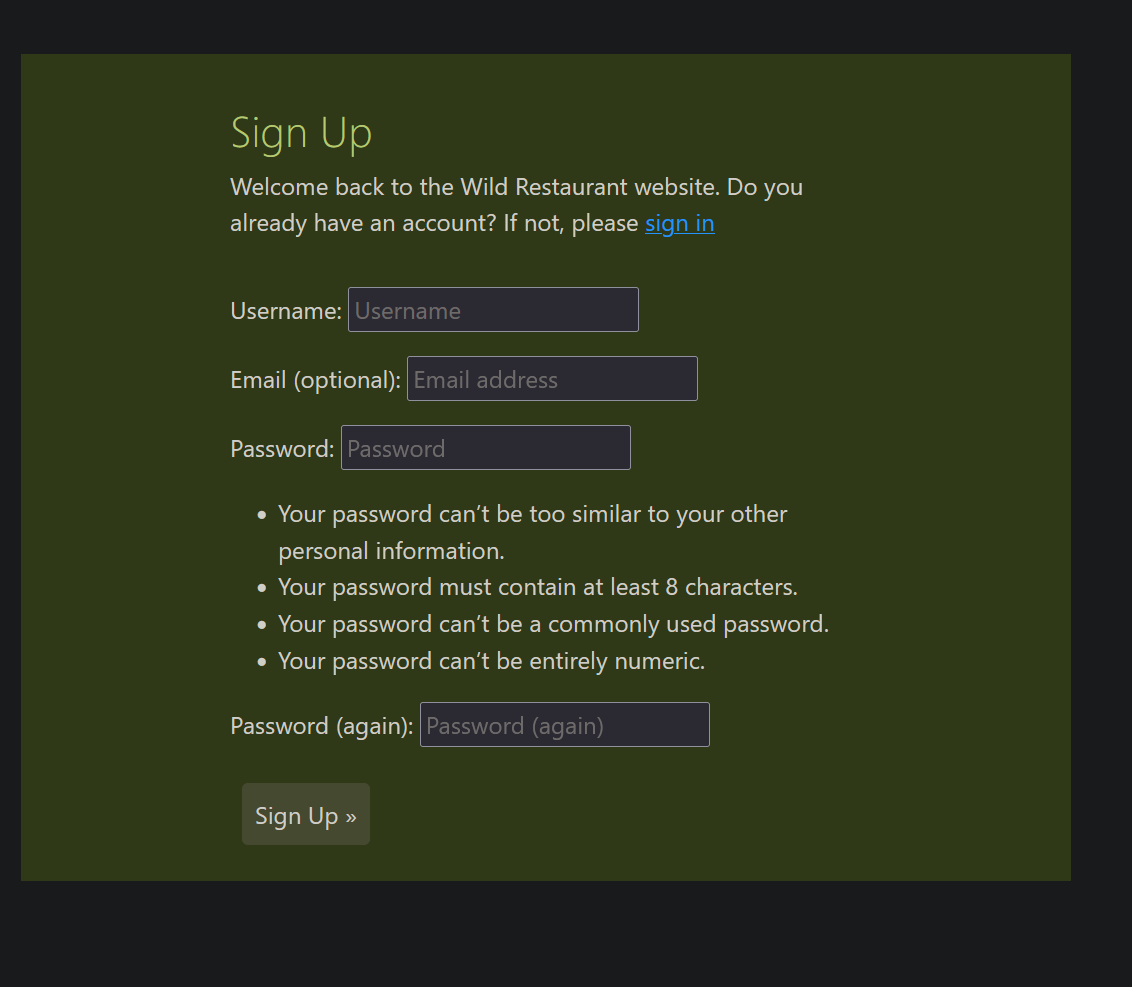 Sign Up
Welcome back to the Wild Restaurant website. Do you
already have an account? If not, please sign in
Username: Username
Email (optional): Email address
Password: Password
• Your password can’t be too similar to your other
personal information.
• Your password must contain at least 8 characters.
• Your password can’t be a commonly used password.
• Your password can’t be entirely numeric.
Password (again): Password (again)
Sign Up »